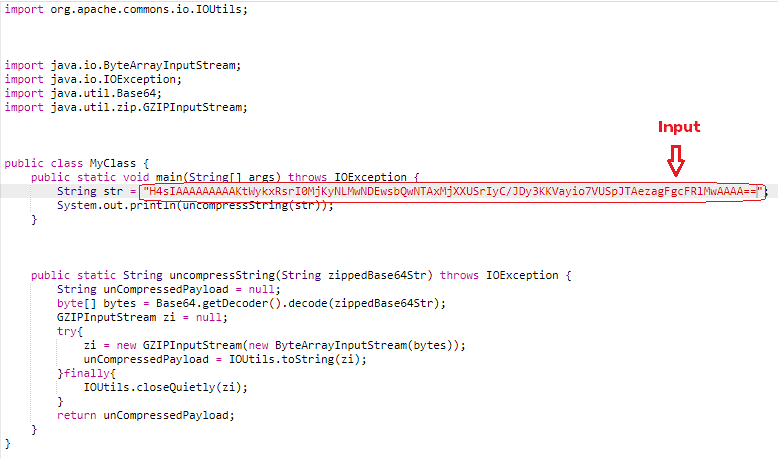 import org.apache.commons.io.IOUtils;
import java.io.ByteArrayInputStream;
import java.io.IOException;
import java.util.Base64;
import java.util.zip.GZIPInputStream;
Input
public class MyClass {
public static void main(String[] args) throws IOException {
String str = "H4sIAAAAAAAAAKtWykxRsrI0MjKyNLMwNDEwsbQwNTAxMjXXUSrIyC/JDy3KKVayio7VUSpJTAezagFgcFRlMwAAAA==";
System.out.println(uncompressString(str));
}
public static String uncompressString(String zippedBase64Str) throws IOException {
String unCompressedPayload = null;
byte[] bytes = Base64.getDecoder().decode(zippedBase64Str);
GZIPInputStream zi = null;
try{
zi = new GZIPInputStream(new ByteArrayInputStream(bytes));
unCompressedPayload = IOUtils.toString(zi);
}finally{
IOUtils.closeQuietly(zi);
}
return unCompressedPayload;
}
}